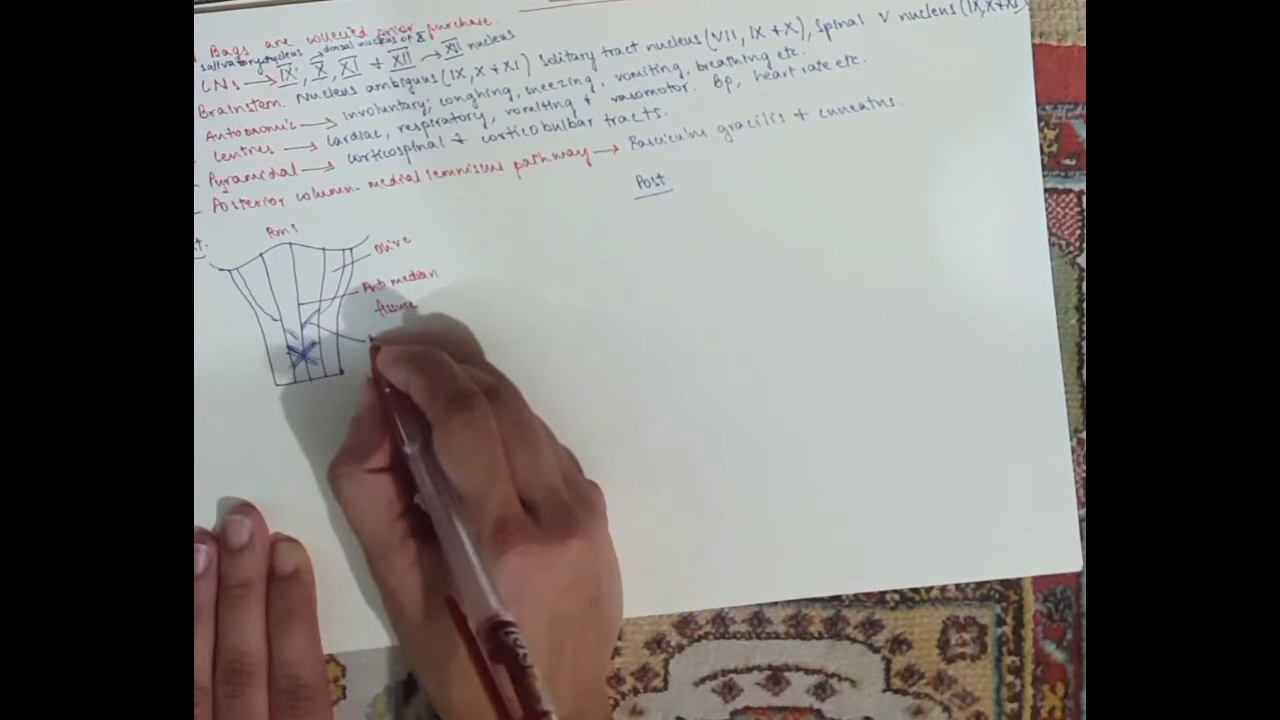 Bags are collected prior purchase.
salivatory nucleus dorsal nucleus of X
CNs → IX, X, XI + XII → XII nucleus
Brainstem. Nucleus ambiguus (IX, X + XI) Solitary tract nucleus (VII, IX + X), spinal V nucleus (IX, X + XI)
Autonomic → Involuntary; coughing, sneezing, vomiting, breathing etc.
Centres → Cardiac, respiratory, vomiting + vasomotor. Bp, heart rate etc.
Pyramidal → Corticospinal + corticobulbar tracts.
Posterior column-medial lemniscus pathway → Fasciculus gracilis + cuneatus.
Post.
Pons
Olive
Ant median
fissure